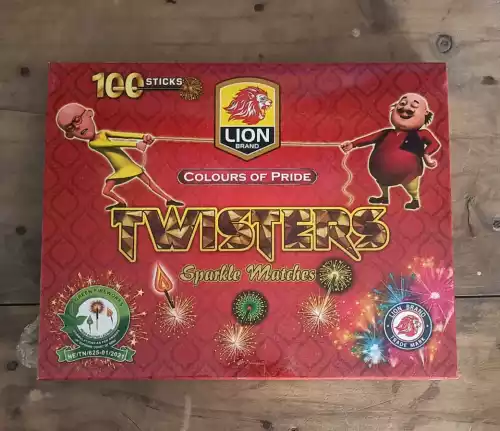 100 STICKS
LION
BRAND
COLOURS OF PRIDE
TWISTERS
Sparkle Matches
LION BRAND
TRADE MARK